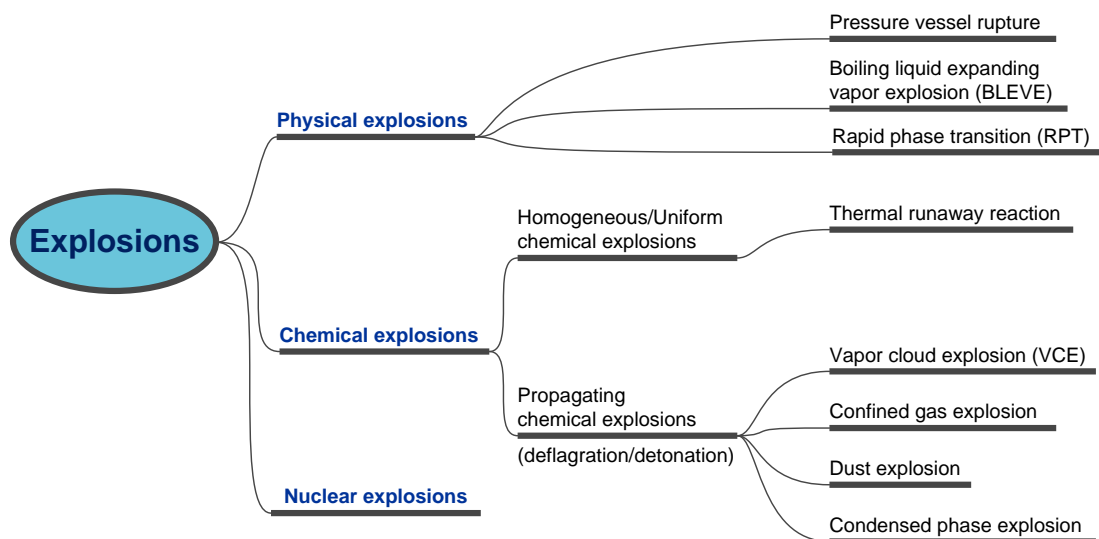 Pressure vessel rupture
Boiling liquid expanding
vapor explosion (BLEVE)
Physical explosions
Rapid phase transition (RPT)
Homogeneous/Uniform
chemical explosions
Thermal runaway reaction
Explosions
Chemical explosions
Vapor cloud explosion (VCE)
Propagating
chemical explosions
(deflagration/detonation)
Confined gas explosion
Dust explosion
Nuclear explosions
Condensed phase explosion